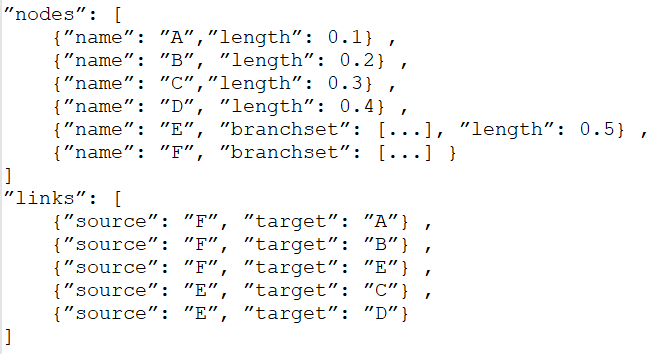 ”nodes”: [
    {”name”: ”A”,”length”: 0.1} ,
    {”name”: ”B”, ”length”: 0.2} ,
    {”name”: ”C”,”length”: 0.3} ,
    {”name”: ”D”, ”length”: 0.4} ,
    {”name”: ”E”, ”branchset”: [...], ”length”: 0.5} ,
    {”name”: ”F”, ”branchset”: [...] }
]
”links”: [
    {”source”: ”F”, ”target”: ”A”} ,
    {”source”: ”F”, ”target”: ”B”} ,
    {”source”: ”F”, ”target”: ”E”} ,
    {”source”: ”E”, ”target”: ”C”} ,
    {”source”: ”E”, ”target”: ”D”}
]